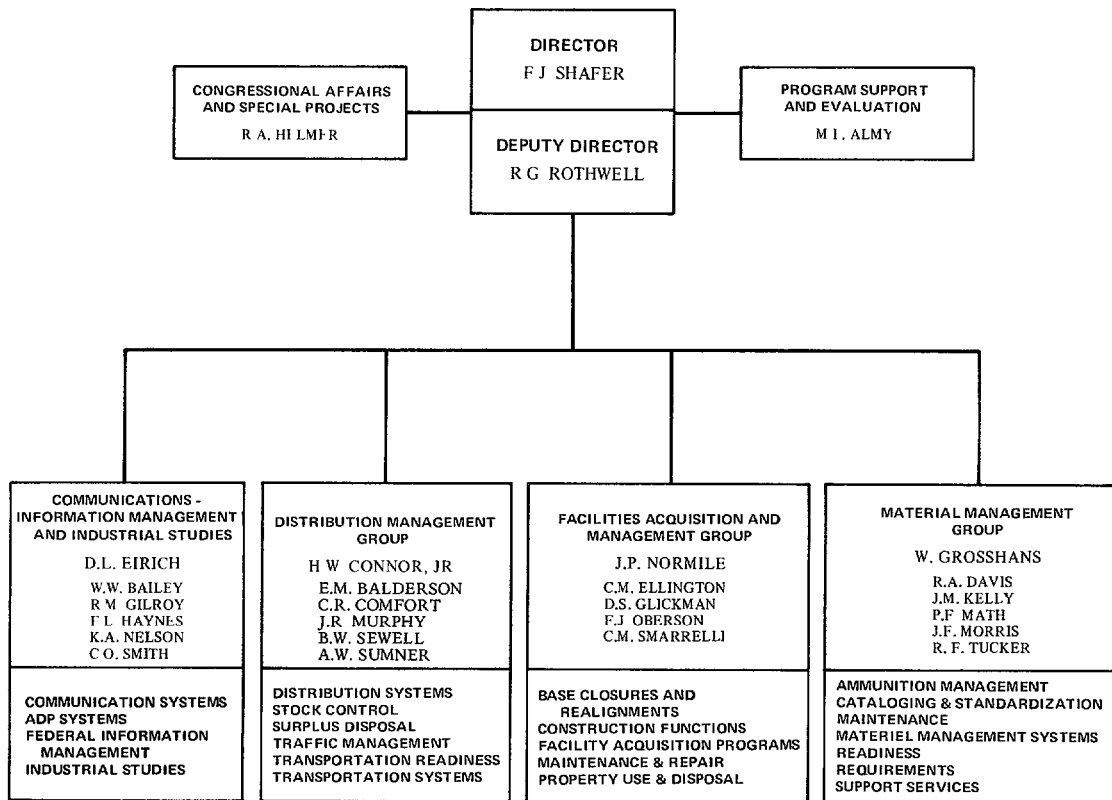 DIRECTOR
F J SHAFER
DEPUTY DIRECTOR
R G ROTHWELL
CONGRESSIONAL AFFAIRS
AND SPECIAL PROJECTS
R A. HELMER
PROGRAM SUPPORT
AND EVALUATION
M L. ALMY
COMMUNICATIONS -
INFORMATION MANAGEMENT
AND INDUSTRIAL STUDIES
D.L. EIRICH
W.W. BAILEY
R M GILROY
F L HAYNES
K.A. NELSON
C O. SMITH
COMMUNICATION SYSTEMS
ADP SYSTEMS
FEDERAL INFORMATION
MANAGEMENT
INDUSTRIAL STUDIES
DISTRIBUTION MANAGEMENT
GROUP
H W CONNOR, JR
E.M. BALDERSON
C.R. COMFORT
J.R MURPHY
B.W. SEWELL
A.W. SUMNER
DISTRIBUTION SYSTEMS
STOCK CONTROL
SURPLUS DISPOSAL
TRAFFIC MANAGEMENT
TRANSPORTATION READINESS
TRANSPORTATION SYSTEMS
FACILITIES ACQUISITION AND
MANAGEMENT GROUP
J.P. NORMILE
C.M. ELLINGTON
D.S. GLICKMAN
F.J OBERSON
C.M. SMARRELLI
BASE CLOSURES AND
REALIGNMENTS
CONSTRUCTION FUNCTIONS
FACILITY ACQUISITION PROGRAMS
MAINTENANCE & REPAIR
PROPERTY USE & DISPOSAL
MATERIAL MANAGEMENT
GROUP
W. GROSSHANS
R.A. DAVIS
J.M. KELLY
P.F MATH
J.F. MORRIS
R. F. TUCKER
AMMUNITION MANAGEMENT
CATALOGING & STANDARDIZATION
MAINTENANCE
MATERIEL MANAGEMENT SYSTEMS
READINESS
REQUIREMENTS
SUPPORT SERVICES